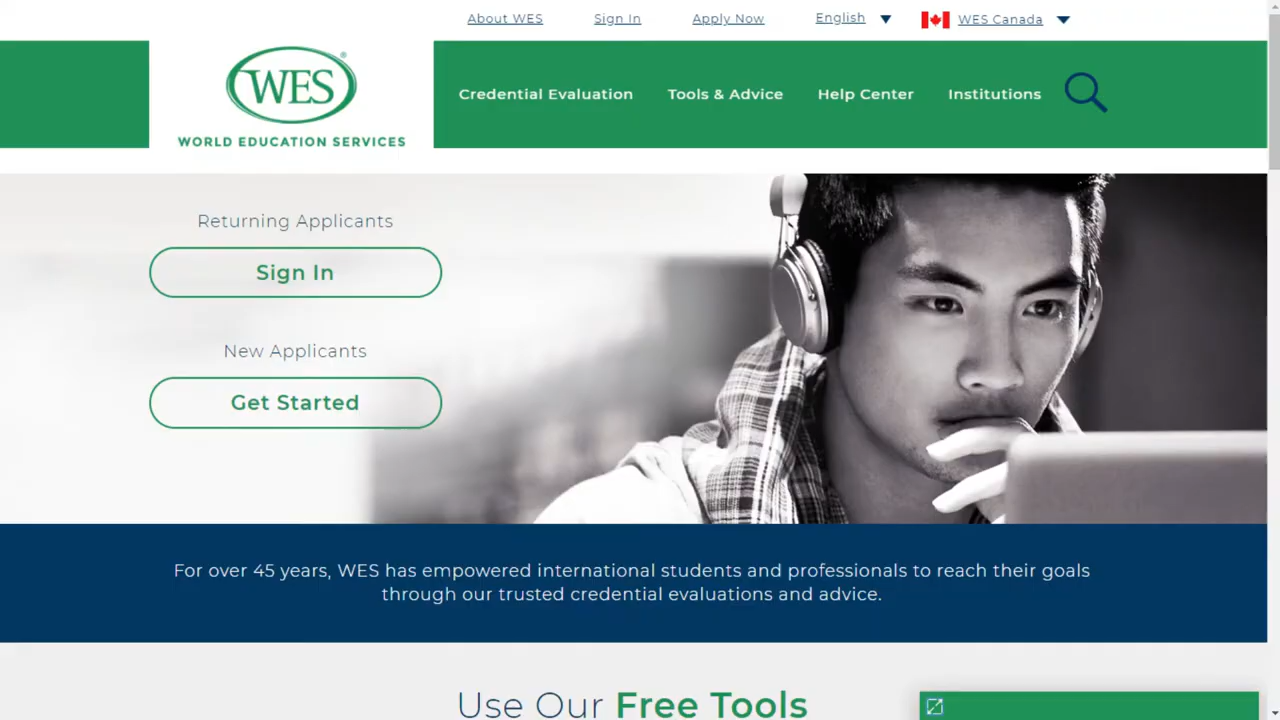 About WES
Sign In
Apply Now
English
WES Canada
WES
®
WORLD EDUCATION SERVICES
Credential Evaluation
Tools & Advice
Help Center
Institutions
Returning Applicants
Sign In
New Applicants
Get Started
For over 45 years, WES has empowered international students and professionals to reach their goals
through our trusted credential evaluations and advice.
Use Our Free Tools